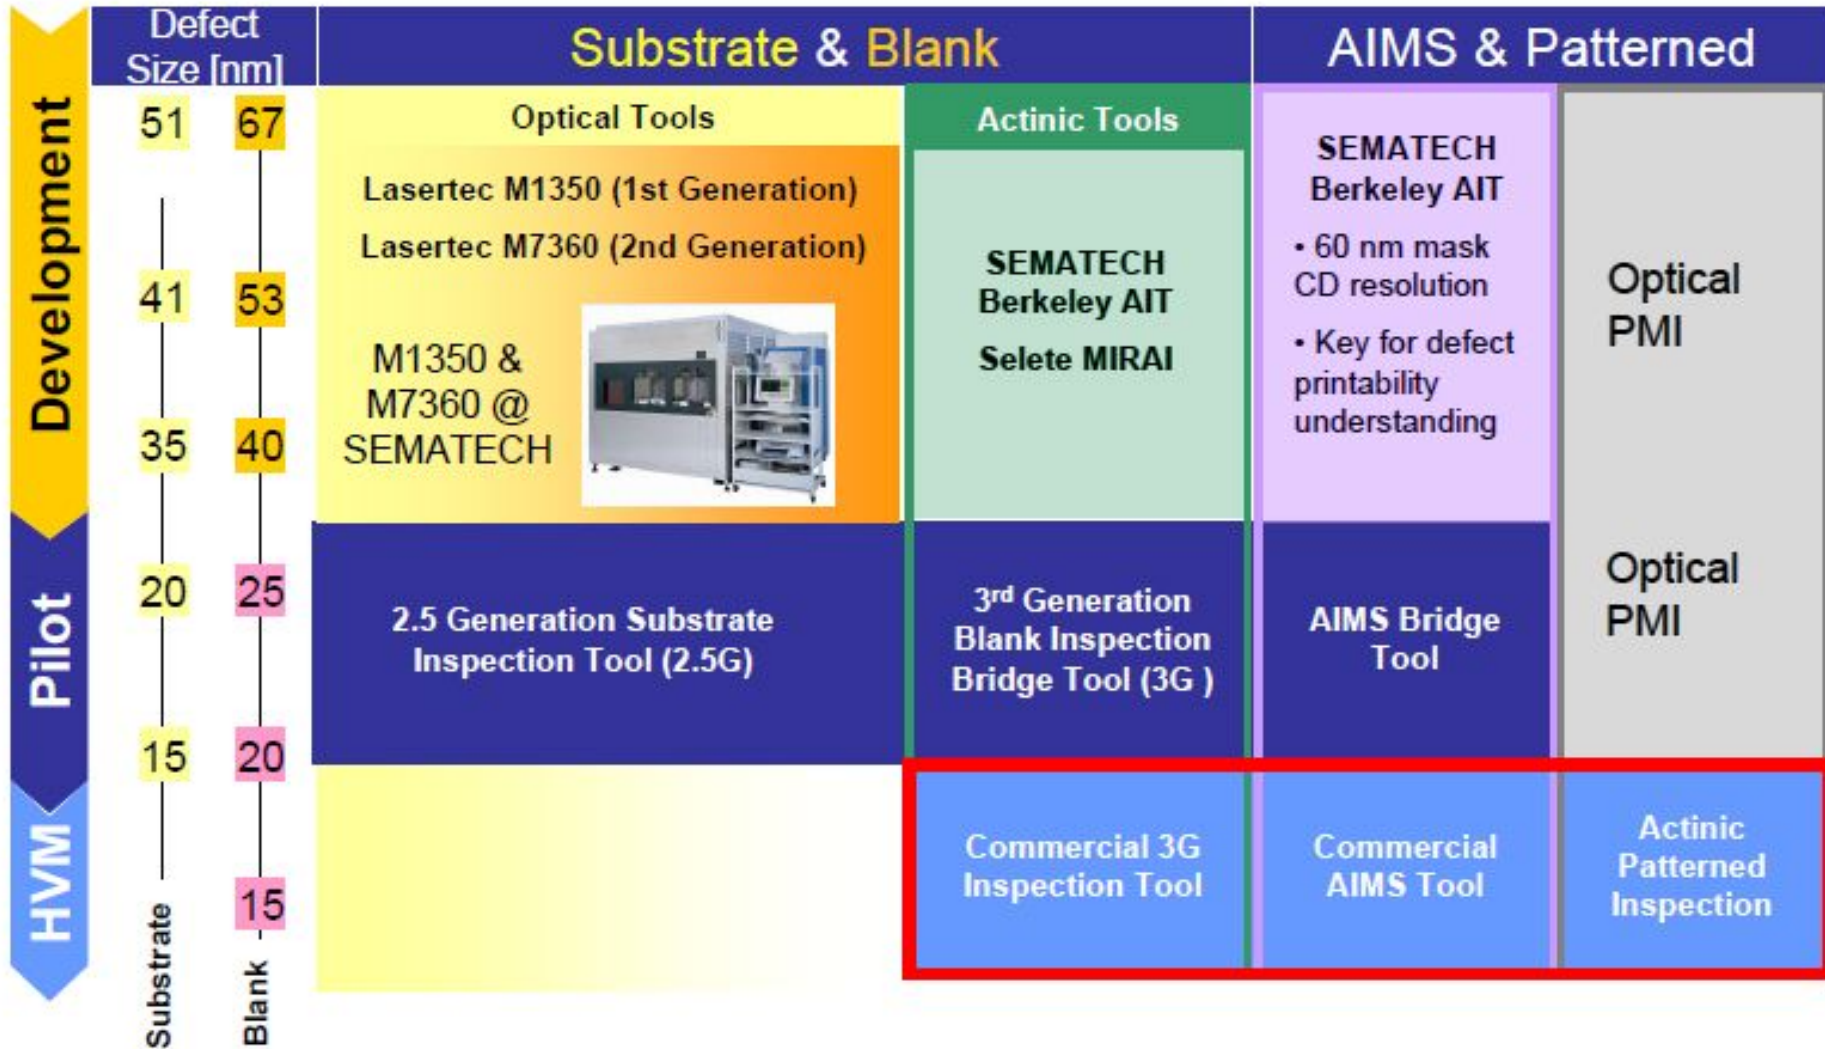 Defect
Size [nm]
Substrate & Blank
AIMS & Patterned
Development
Pilot
HVM
51 67
41 53
35 40
20 25
15 20
15
Substrate
Blank
Optical Tools
Lasertec M1350 (1st Generation)
Lasertec M7360 (2nd Generation)
M1350 &
M7360 @
SEMATECH
Actinic Tools
SEMATECH
Berkeley AIT
Selete MIRAI
SEMATECH
Berkeley AIT
• 60 nm mask
CD resolution
• Key for defect
printability
understanding
Optical
PMI
2.5 Generation Substrate
Inspection Tool (2.5G)
3rd Generation
Blank Inspection
Bridge Tool (3G )
AIMS Bridge
Tool
Optical
PMI
Commercial 3G
Inspection Tool
Commercial
AIMS Tool
Actinic
Patterned
Inspection